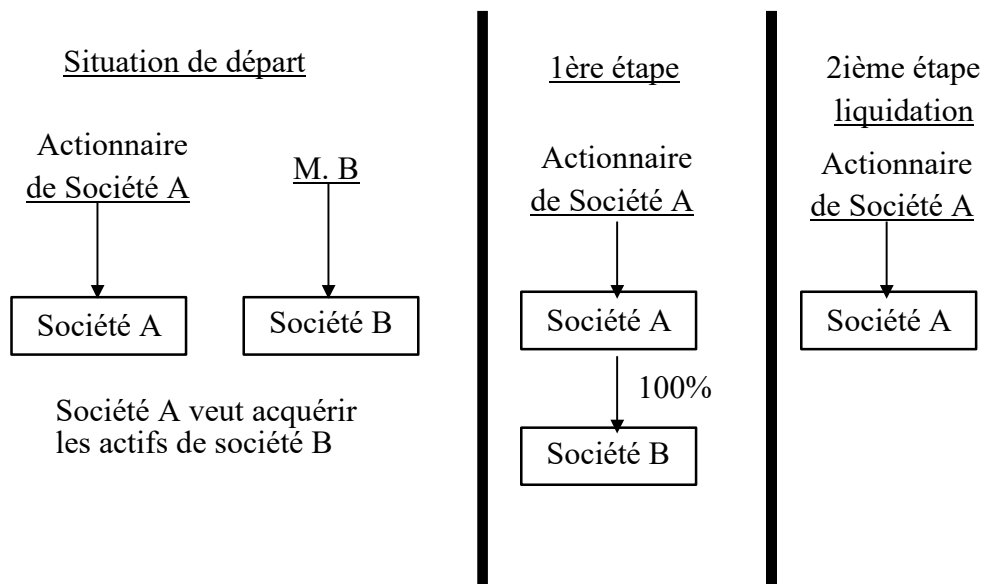 Situation de départ
Actionnaire
de Société A
M. B
Société A
Société B
Société A veut acquérir
les actifs de société B
1ère étape
Actionnaire
de Société A
Société A
100%
Société B
2ième étape
liquidation
Actionnaire
de Société A
Société A